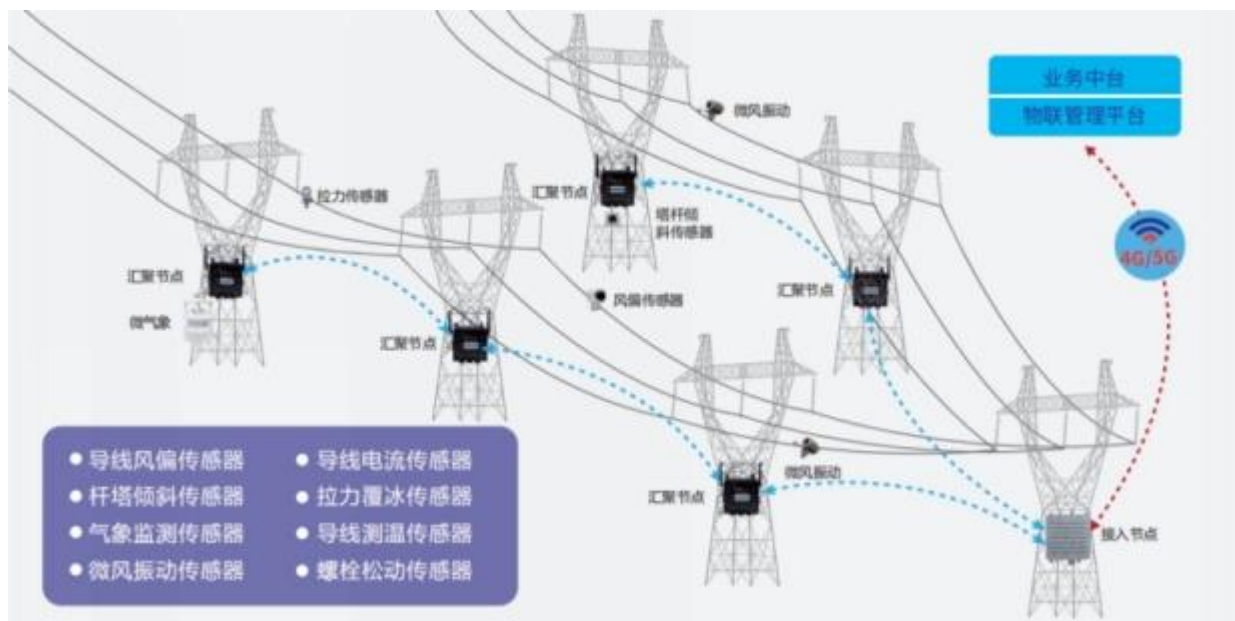 业务中台
物联管理平台
微风振动
拉力传感器
汇聚节点
塔杆倾
斜传感器
4G/5G
汇聚节点
微气象
风偏传感器
汇聚节点
汇聚节点
微风振动
汇聚节点
接入节点
导线风偏传感器
导线电流传感器
杆塔倾斜传感器
拉力覆冰传感器
气象监测传感器
导线测温传感器
微风振动传感器
螺栓松动传感器